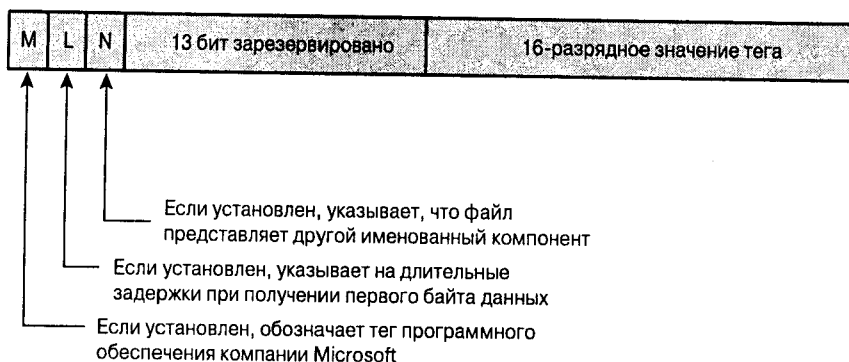 M L N 13 бит зарезервировано 16-разрядное значение тега
Если установлен, указывает, что файл
представляет другой именованный компонент
Если установлен, указывает на длительные
задержки при получении первого байта данных
Если установлен, обозначает тег программного
обеспечения компании Microsoft